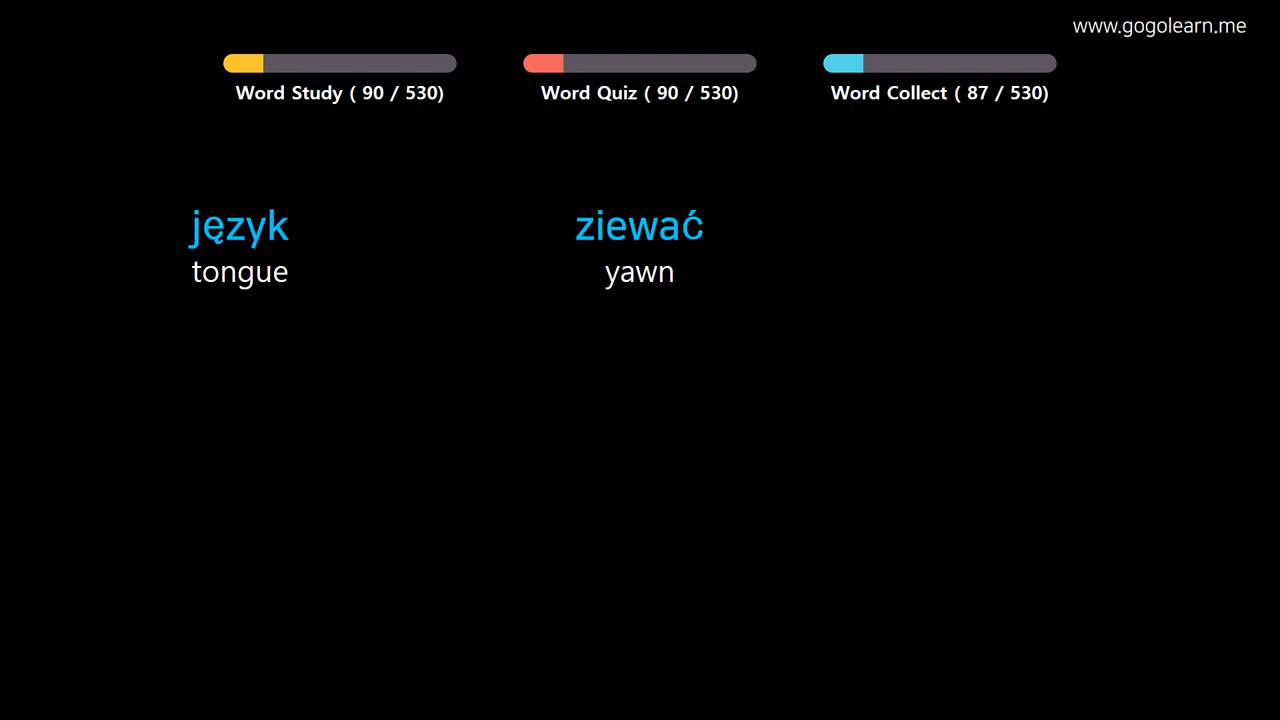 www.gogolearn.me
Word Study ( 90 / 530)
Word Quiz ( 90 / 530)
Word Collect ( 87 / 530)
język
tongue
ziewać
yawn